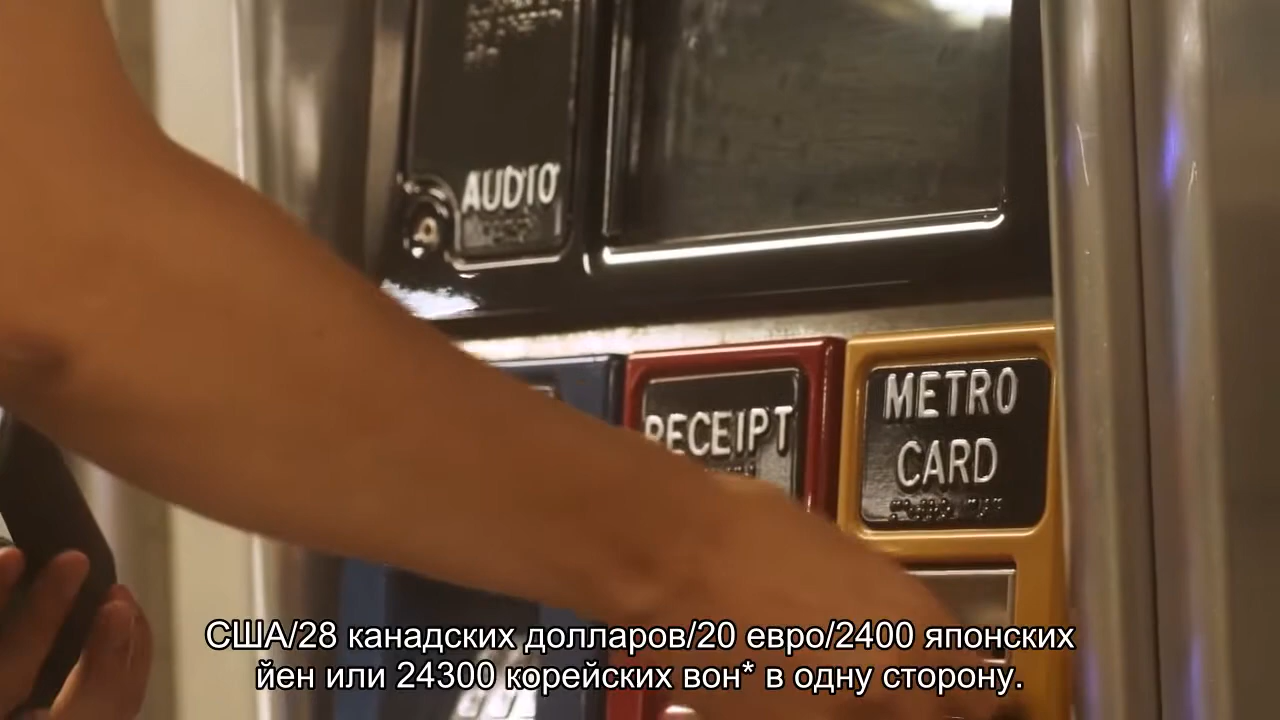 AUDIO
RECEIPT
METRO
CARD
США/28 канадских долларов/20 евро/2400 японских
йен или 24300 корейских вон* в одну сторону.